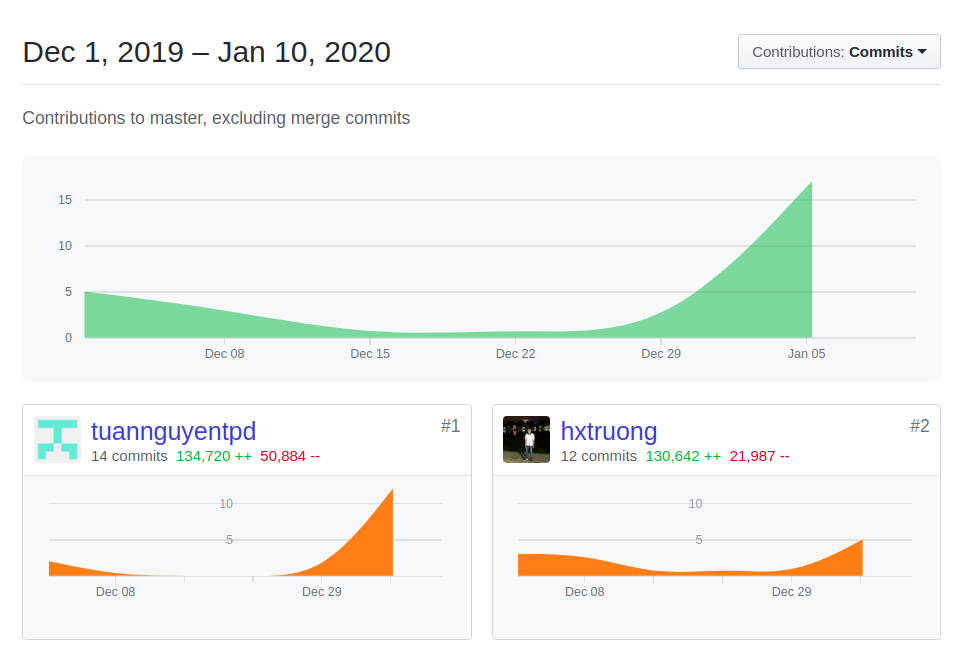 Dec 1, 2019 – Jan 10, 2020
Contributions: Commits
Contributions to master, excluding merge commits
15
10
5
0
Dec 08 Dec 15 Dec 22 Dec 29 Jan 05
tuannguyentpd #1
14 commits 134,720 ++ 50,884 --
10
5
Dec 08 Dec 29
hxtruong #2
12 commits 130,642 ++ 21,987 --
10
5
Dec 08 Dec 29